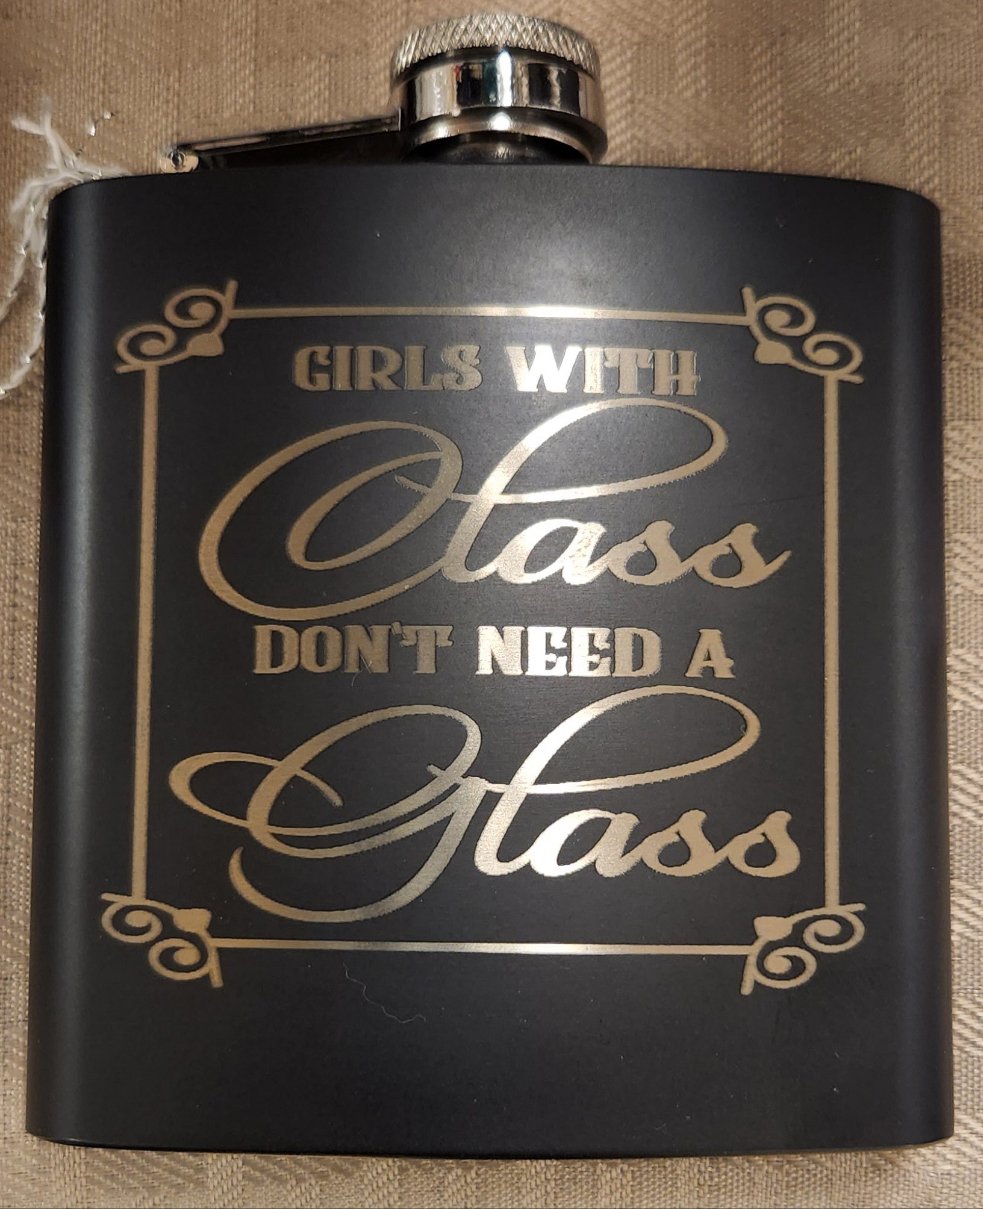 GIRLS WITH
Class
DON'T NEED A
Glass